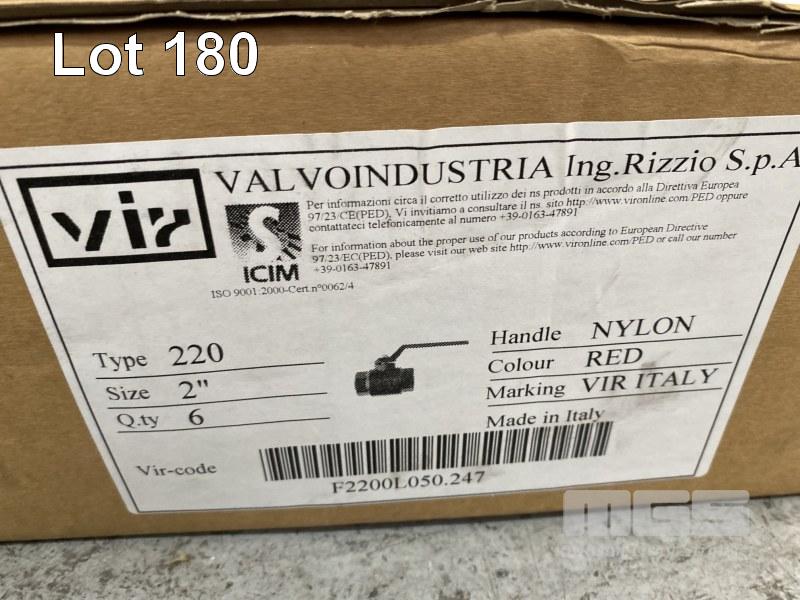 Lot 180
vir
VALVOINDUSTRIA Ing.Rizzio S.p.A
ICIM
Per informazioni circa il corretto utilizzo dei ns prodotti in accordo alla Direttiva Europea
97/23/CE(PED), Vi invitiamo a consultare il ns. sito http://www.vironline.com/PED oppure
contattateci telefonicamente al numero +39-0163-47891
For information about the proper use of our products according to European Directive
97/23/EC(PED), please visit our web site http://www.vironline.com/PED or call our number
+39-0163-47891
ISO 9001:2000-Cert.n°0062/4
Type 220
Size 2"
Q.ty 6
Handle NYLON
Colour RED
Marking VIR ITALY
Made in Italy
Vir-code
F2200L050.247
MGS